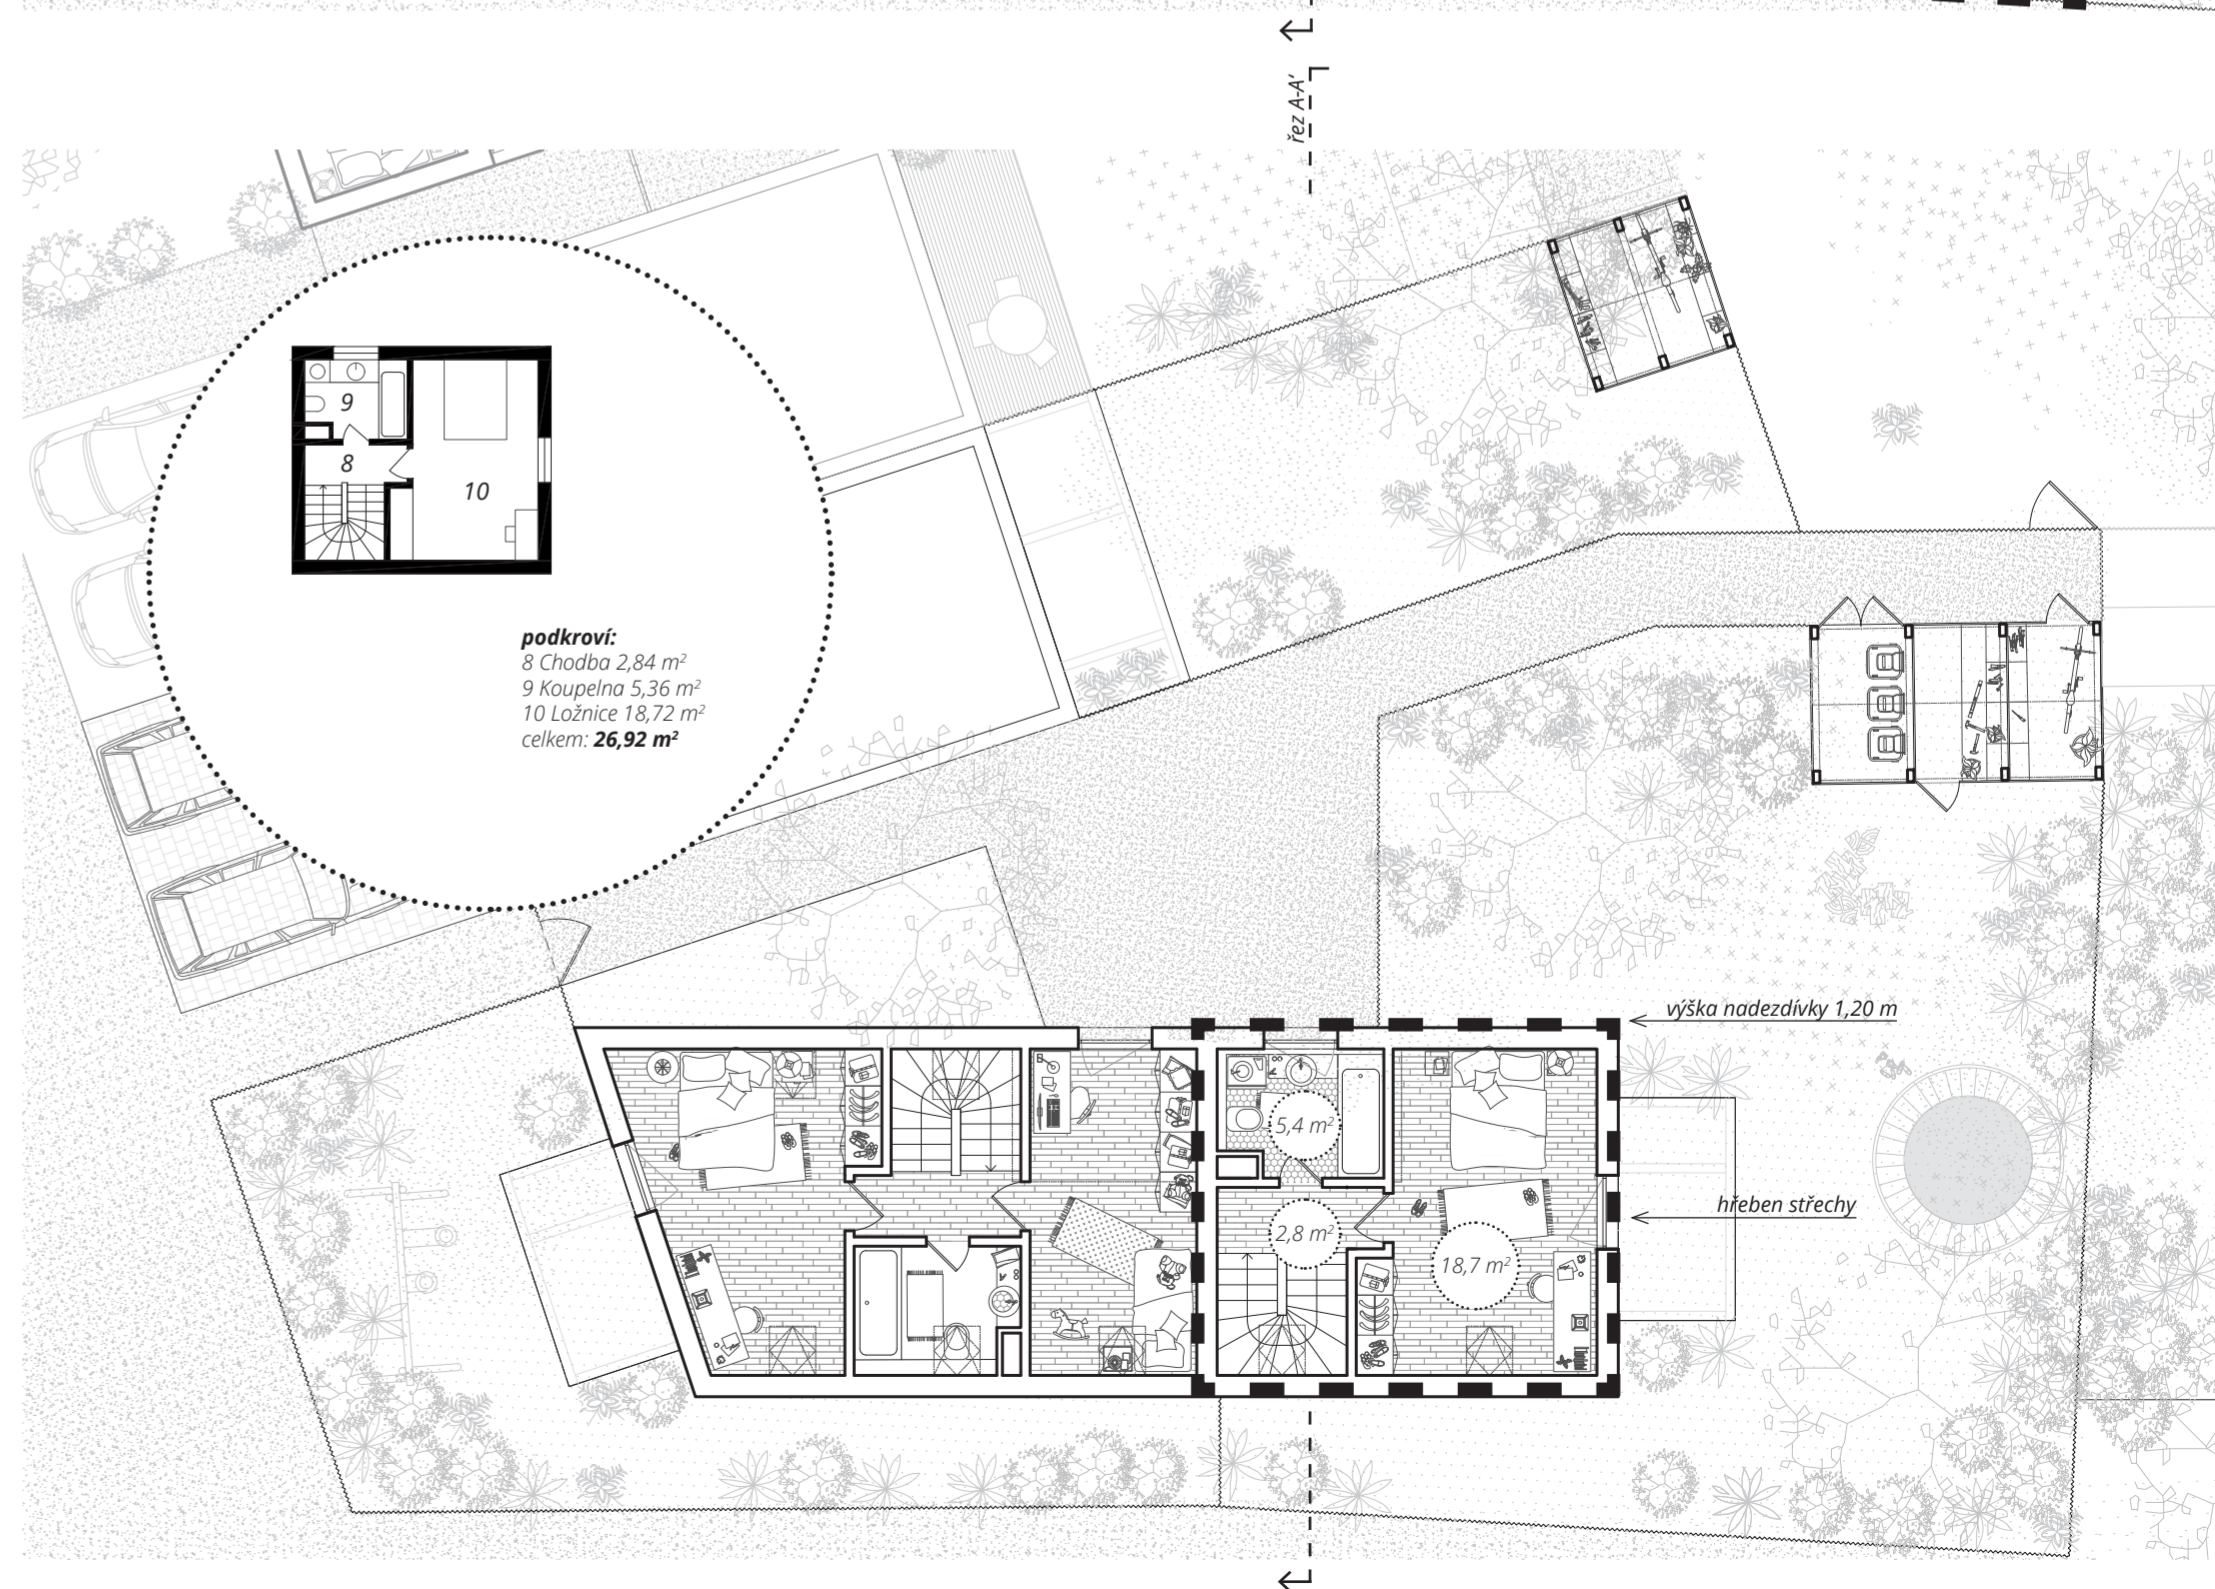 řez A-A'
9
8
10
podkroví:
8 Chodba 2,84 m²
9 Koupelna 5,36 m²
10 Ložnice 18,72 m²
celkem: 26,92 m²
výška nadezdívky 1,20 m
5,4 m²
hřeben střechy
2,8 m²
18,7 m²